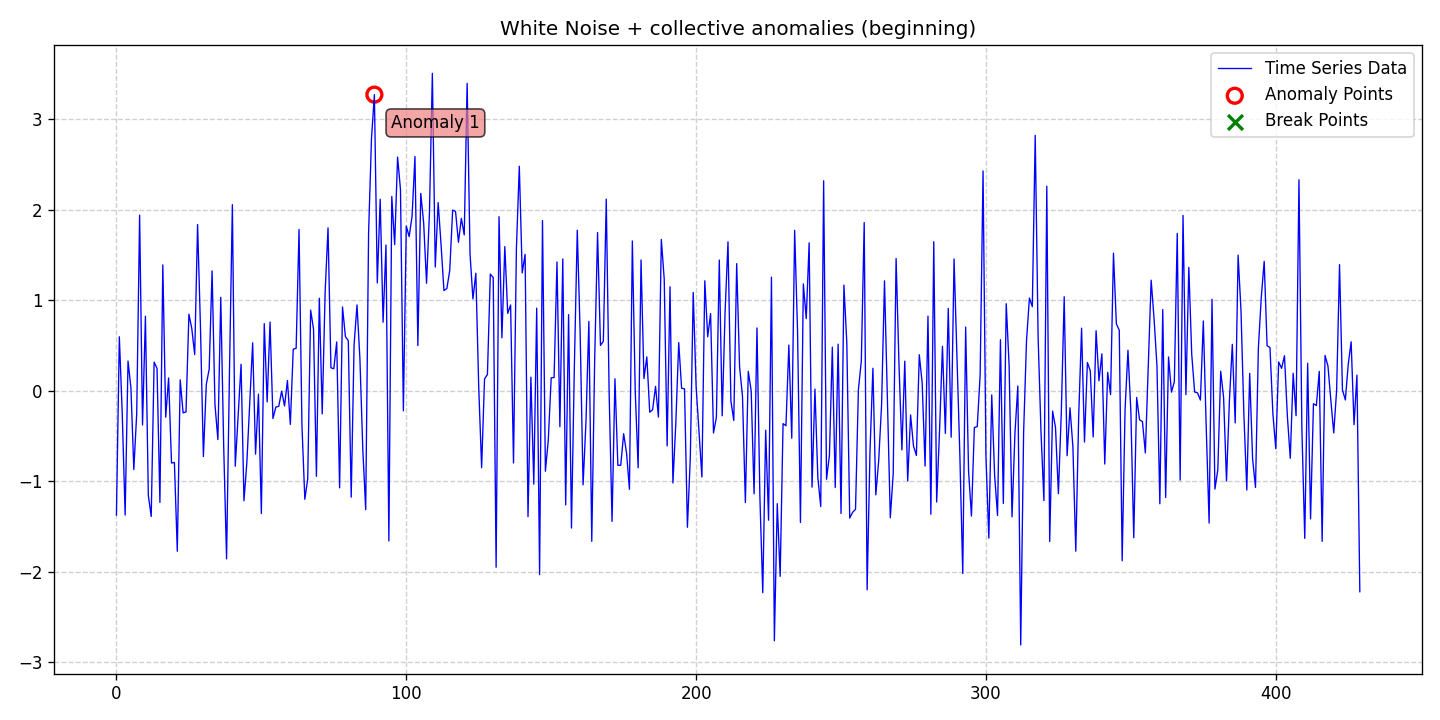 White Noise + collective anomalies (beginning)
Time Series Data
Anomaly Points
Break Points
Anomaly 1
3
2
1
0
−1
−2
−3
0
100
200
300
400